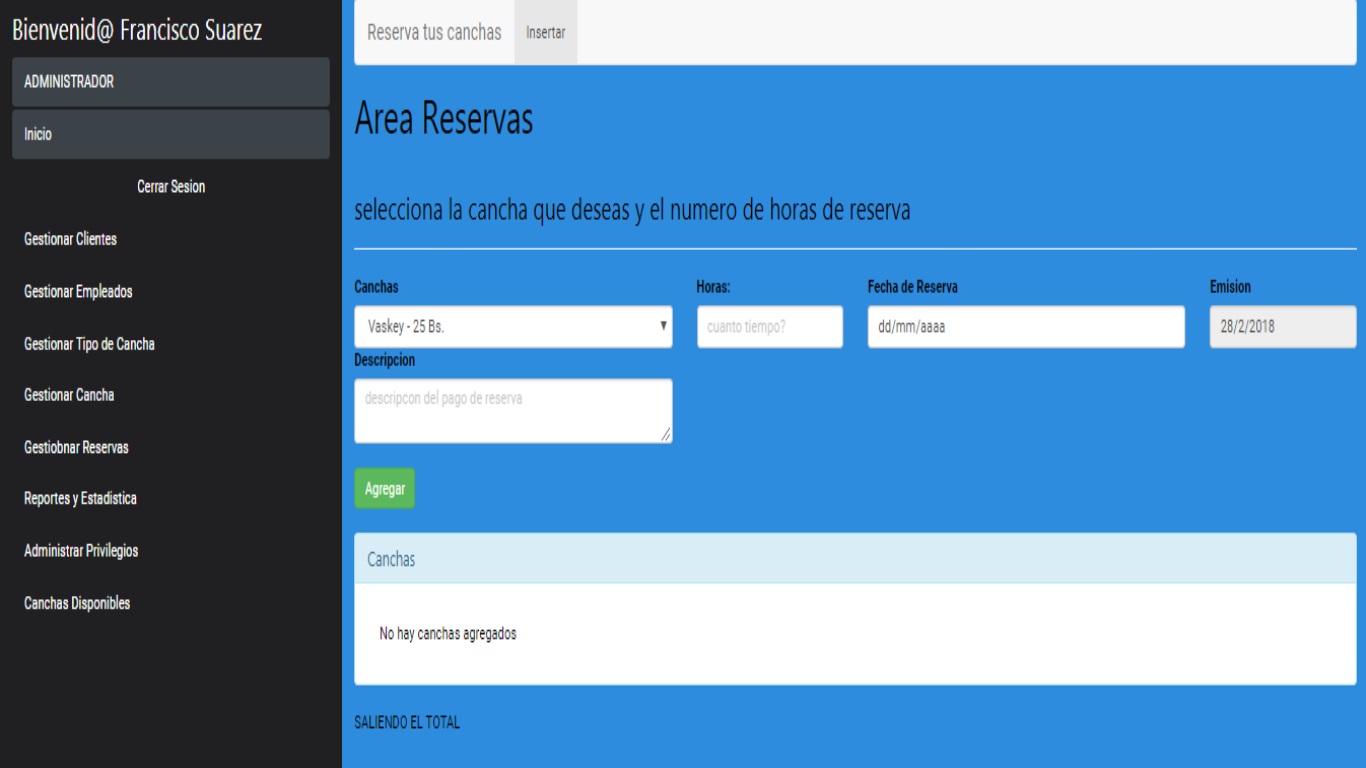 Bienvenid@ Francisco Suarez
ADMINISTRADOR
Inicio
Cerrar Sesion
Gestionar Clientes
Gestionar Empleados
Gestionar Tipo de Cancha
Gestionar Cancha
Gestiobnar Reservas
Reportes y Estadistica
Administrar Privilegios
Canchas Disponibles
Reserva tus canchas Insertar
Area Reservas
selecciona la cancha que deseas y el numero de horas de reserva
Canchas Horas: Fecha de Reserva Emision
Vaskey - 25 Bs. cuanto tiempo? dd/mm/aaaa 28/2/2018
Descripcion
descripcon del pago de reserva
Agregar
Canchas
No hay canchas agregados
SALIENDO EL TOTAL